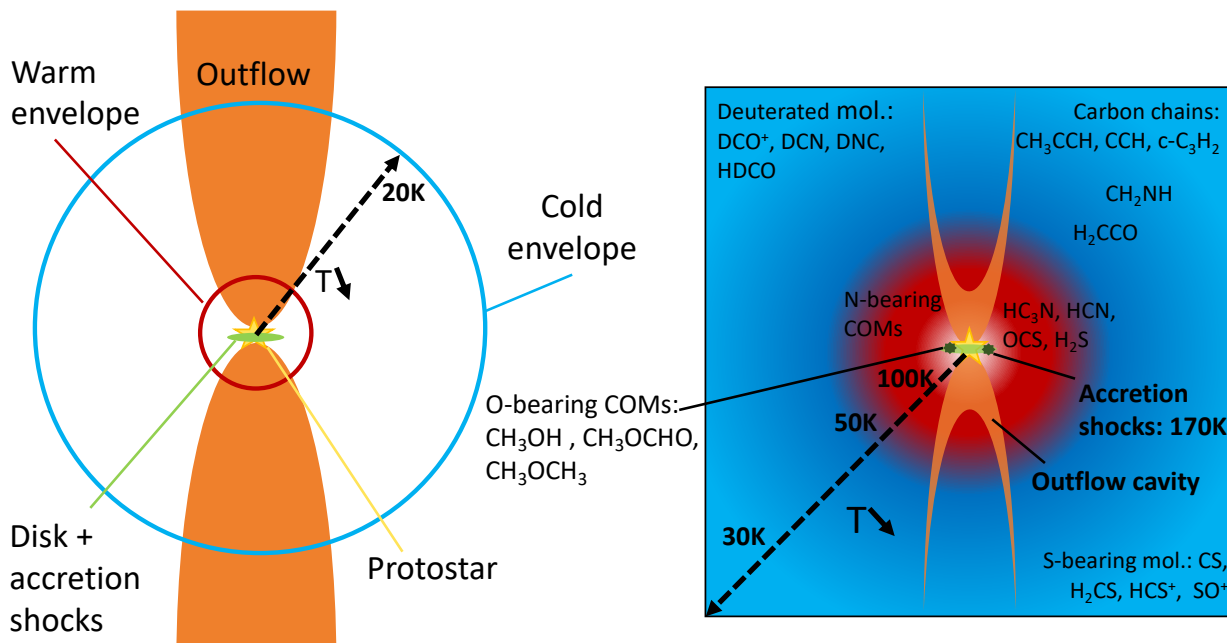 Warm
envelope
Outflow
20K
T
Cold
envelope
Disk +
accretion
shocks
Protostar
Deuterated mol.:
DCO⁺, DCN, DNC,
HDCO
Carbon chains:
CH₃CCH, CCH, c-C₃H₂
CH₂NH
H₂CCO
N-bearing
COMs
HC₃N, HCN,
OCS, H₂S
100K
50K
30K
T
O-bearing COMs:
CH₃OH , CH₃OCHO,
CH₃OCH₃
Accretion
shocks: 170K
Outflow cavity
S-bearing mol.: CS,
H₂CS, HCS⁺, SO⁺